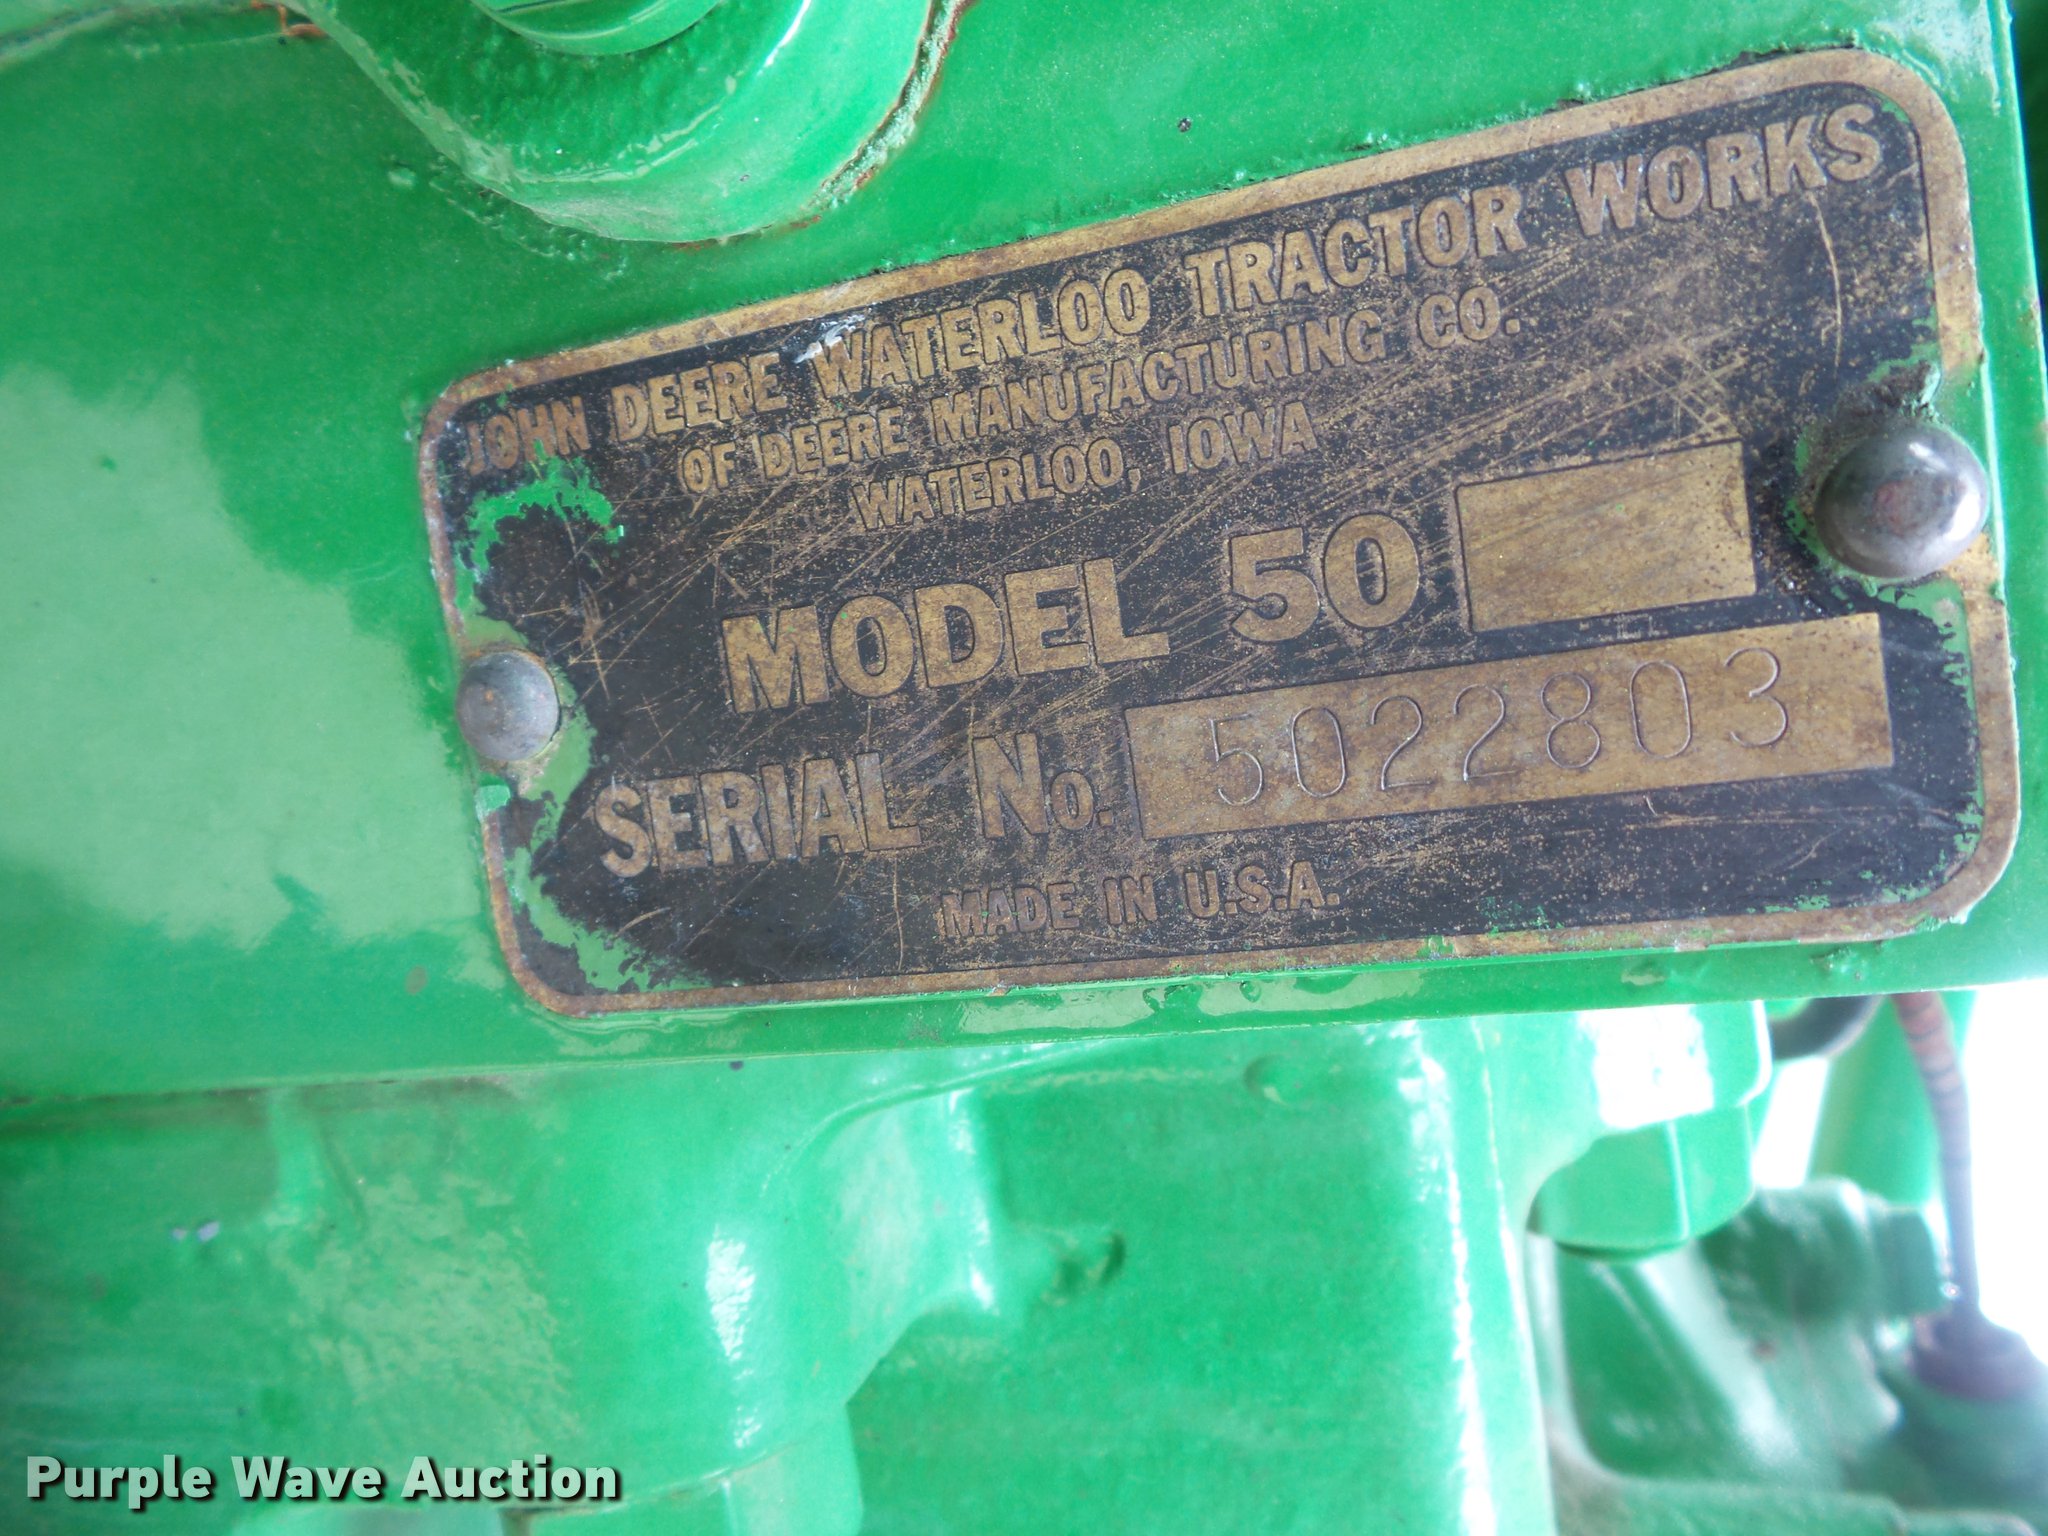 JOHN DEERE WATERLOO TRACTOR WORKS
OF DEERE MANUFACTURING CO.
WATERLOO, IOWA
MODEL 50
SERIAL No. 5022803
MADE IN U.S.A.
Purple Wave Auction